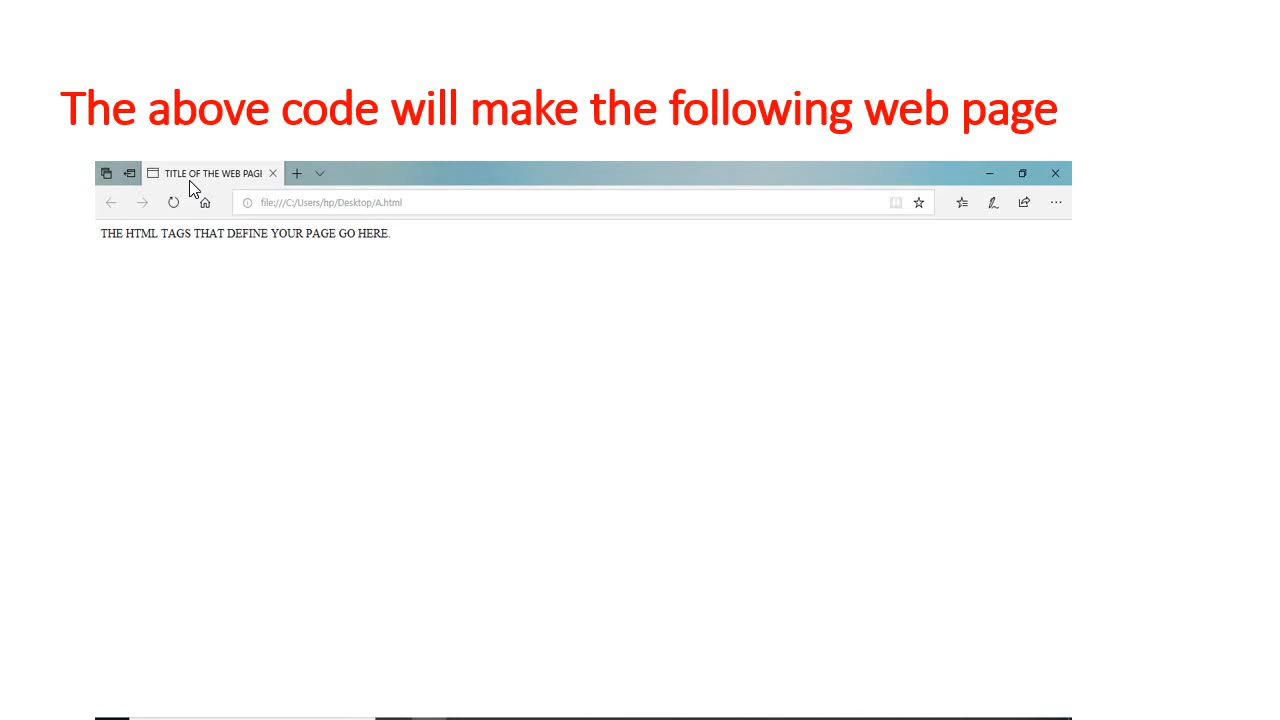 The above code will make the following web page
TITLE OF THE WEB PAGI
file:///C:/Users/hp/Desktop/A.html
THE HTML TAGS THAT DEFINE YOUR PAGE GO HERE.